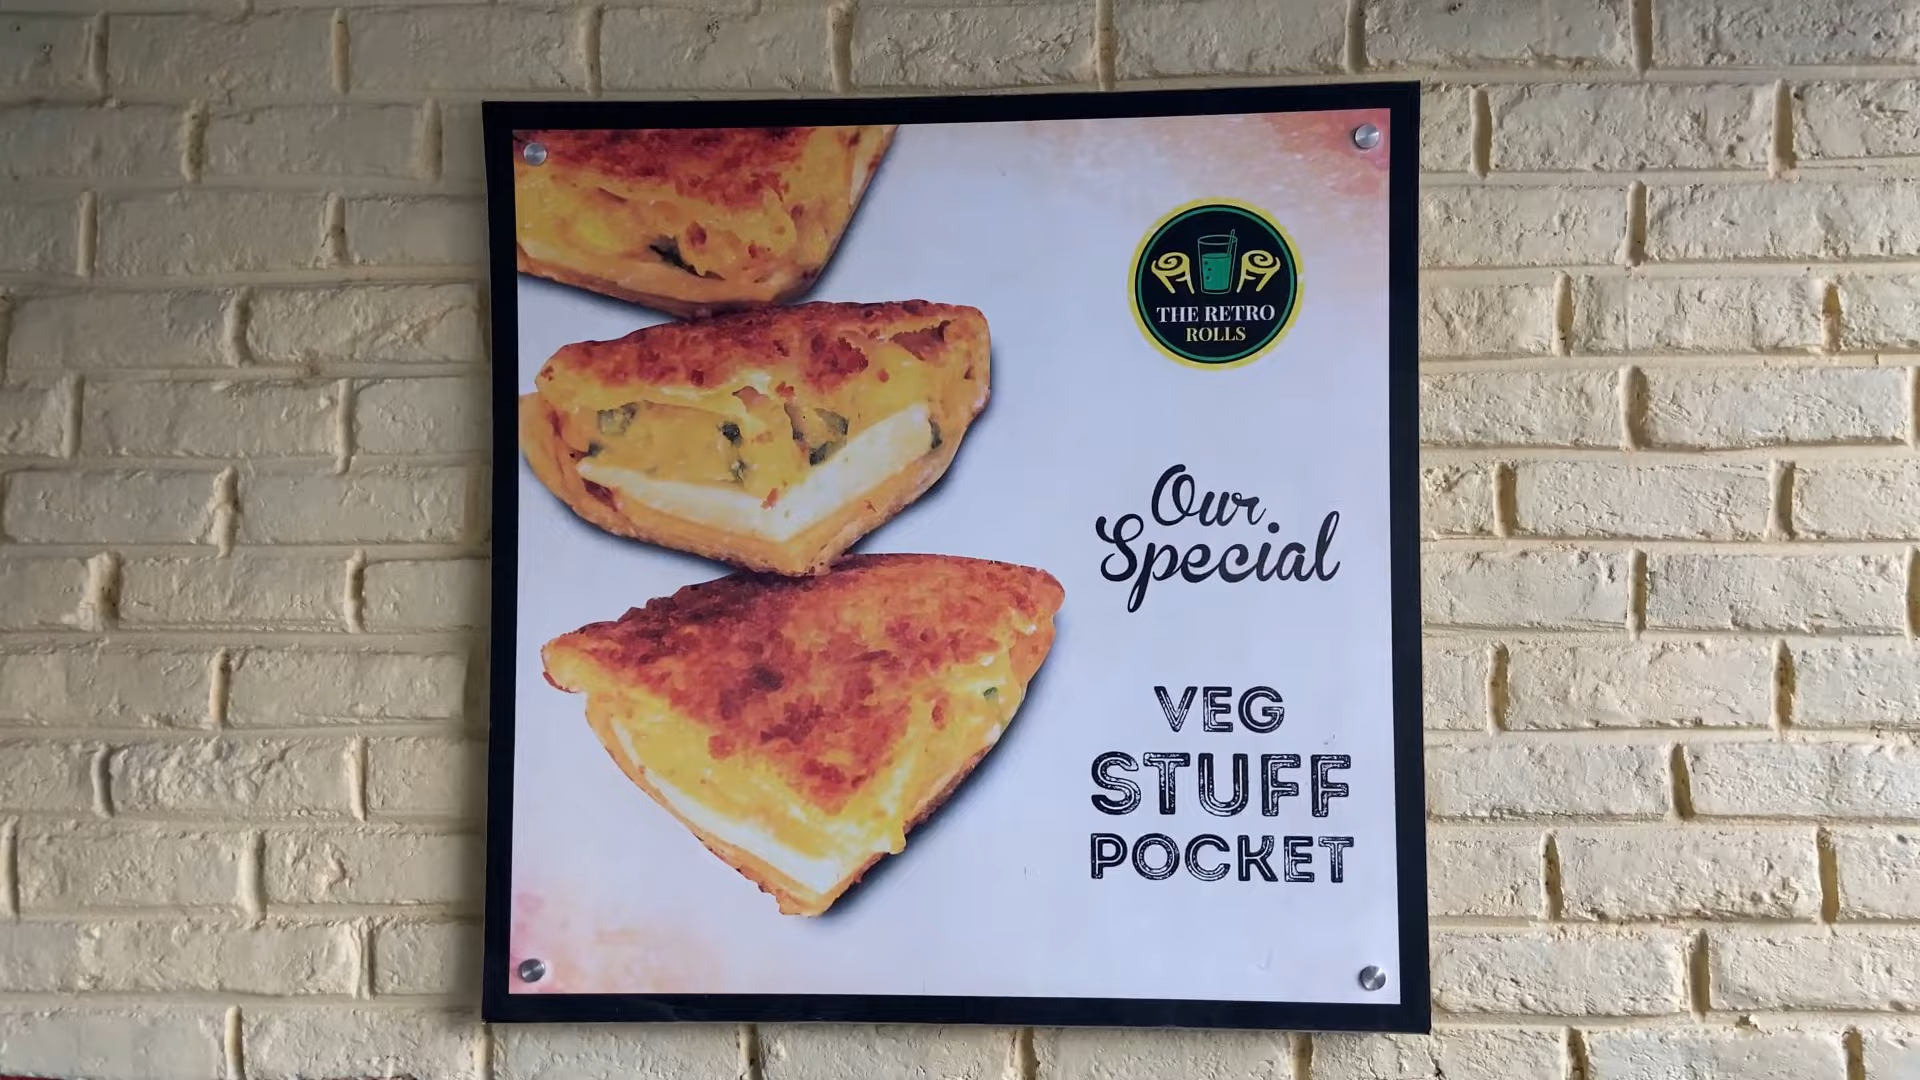 THE RETRO
ROLLS
Our
Special
VEG
STUFF
POCKET